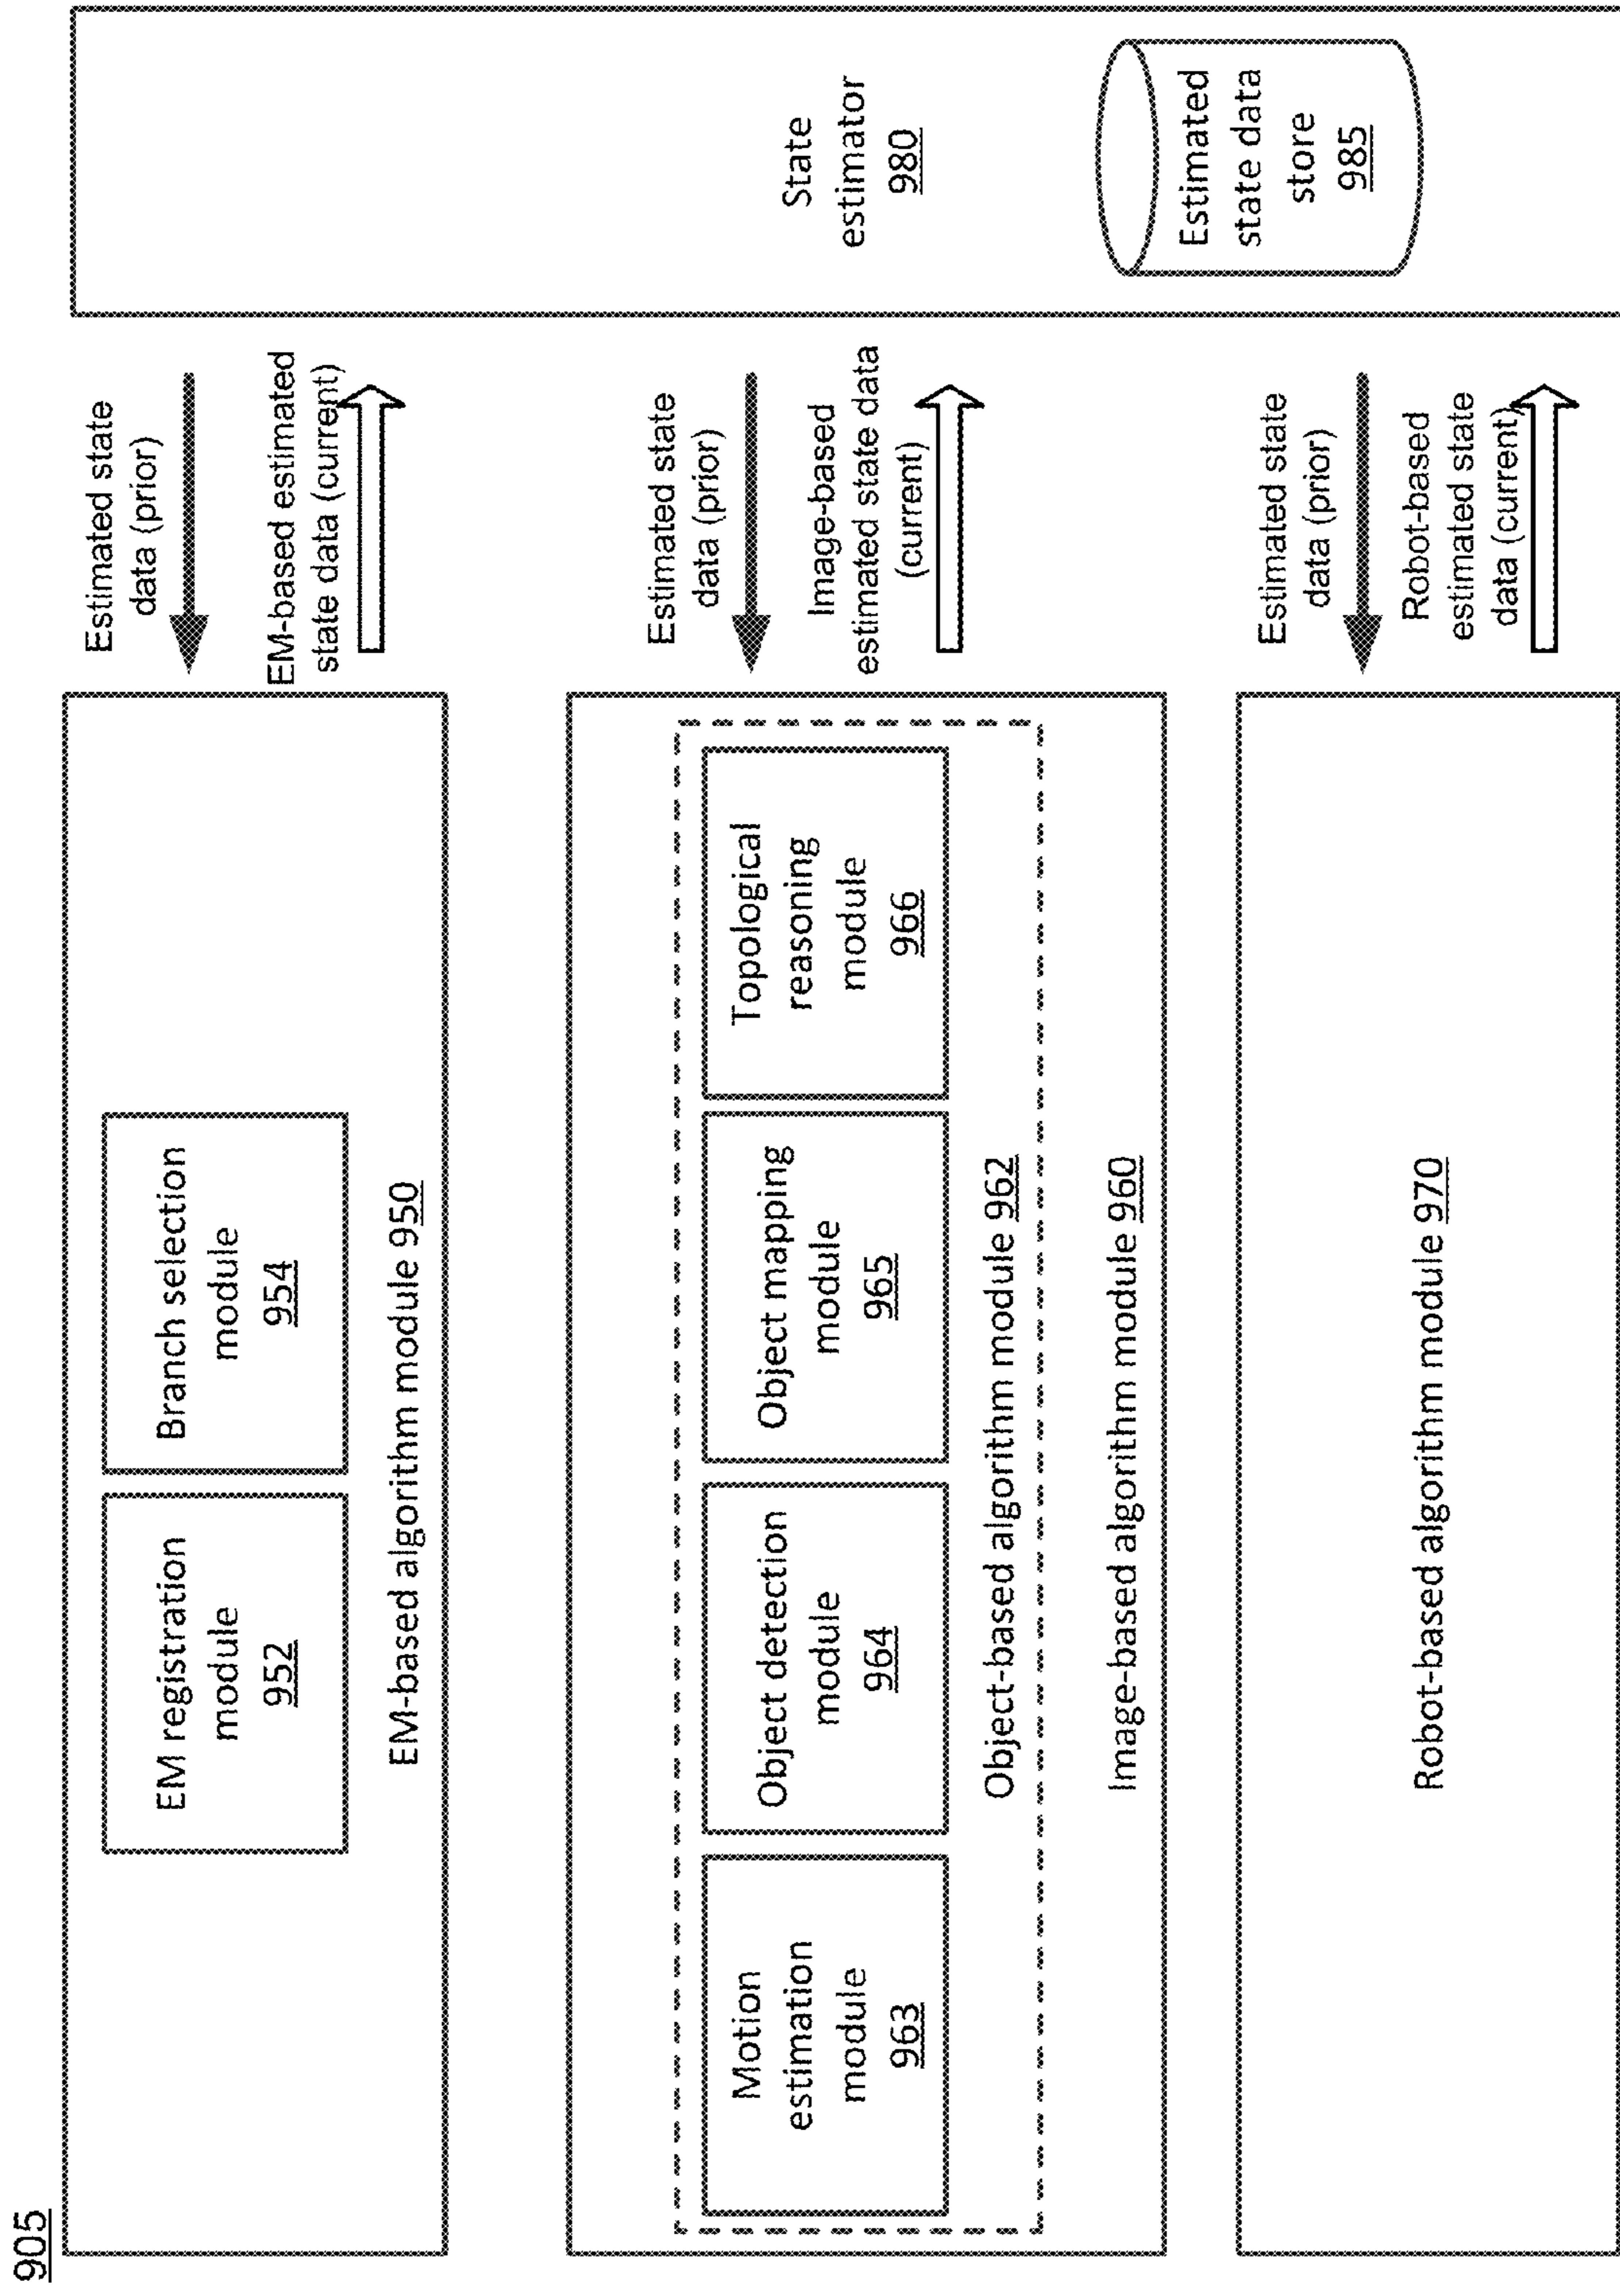 905
EM registration
module
952
Branch selection
module
954
EM-based algorithm module 950
Estimated state
data (prior)
EM-based estimated
state data (current)
Motion
estimation
module
963
Object detection
module
964
Object mapping
module
965
Topological
reasoning
module
966
Object-based algorithm module 962
Image-based algorithm module 960
Estimated state
data (prior)
Image-based
estimated state data
(current)
Robot-based algorithm module 970
Estimated state
data (prior)
Robot-based
estimated state
data (current)
State
estimator
980
Estimated
state data
store
985